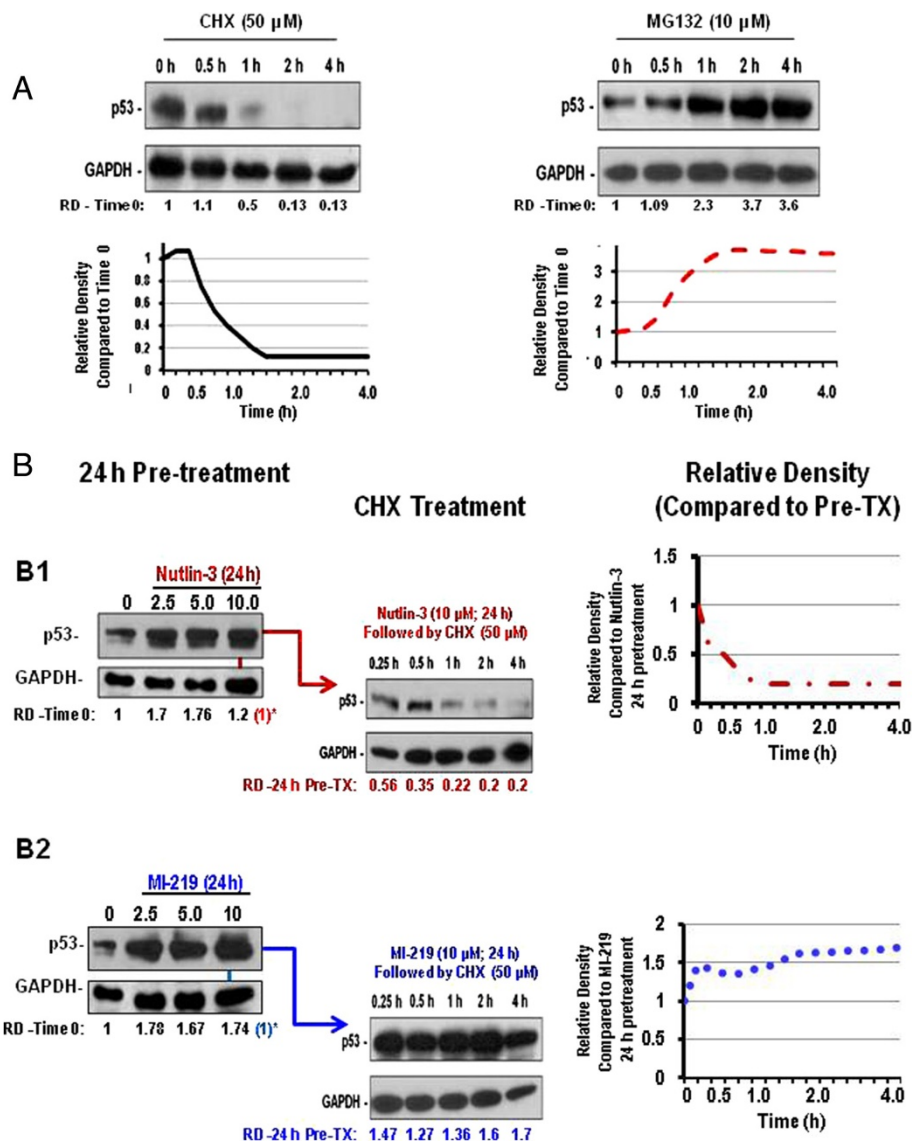 A
CHX (50 µM)
0 h 0.5 h 1 h 2 h 4 h
p53 -
GAPDH -
RD - Time 0: 1 1.1 0.5 0.13 0.13
Relative Density
Compared to Time 0
1
0.8
0.6
0.4
0.2
0 0.5 1.0 2.0 4.0
Time (h)
MG132 (10 µM)
0 h 0.5 h 1 h 2 h 4 h
p53 -
GAPDH -
RD -Time 0: 1 1.09 2.3 3.7 3.6
Relative Density
Compared to Time 0
3
2
1
0
0 0.5 1.0 2.0 4.0
Time (h)
B
24 h Pre-treatment
CHX Treatment
Relative Density
(Compared to Pre-TX)
B1
Nutlin-3 (24h)
0 2.5 5.0 10.0
p53-
GAPDH-
RD -Time 0: 1 1.7 1.76 1.2 (1)*
Nutlin-3 (10 µM; 24 h)
Followed by CHX (50 µM)
0.25 h 0.5 h 1 h 2 h 4 h
p53-
GAPDH -
RD -24 h Pre-TX: 0.56 0.35 0.22 0.2 0.2
Relative Density
Compared to Nutlin-3
24 h pretreatment
1.5
1
0.5
0
0 0.5 1.0 2.0 4.0
Time (h)
B2
MI-219 (24h)
0 2.5 5.0 10
p53-
GAPDH-
RD -Time 0: 1 1.78 1.67 1.74 (1)*
MI-219 (10 µM; 24 h)
Followed by CHX (50 µM)
0.25 h 0.5 h 1 h 2 h 4 h
p53-
GAPDH -
RD -24 h Pre-TX: 1.47 1.27 1.36 1.6 1.7
Relative Density
Compared to MI-219
24 h pretreatment
2
1.5
1
0.5
0
0 1.0 2.0 4.0
Time (h)